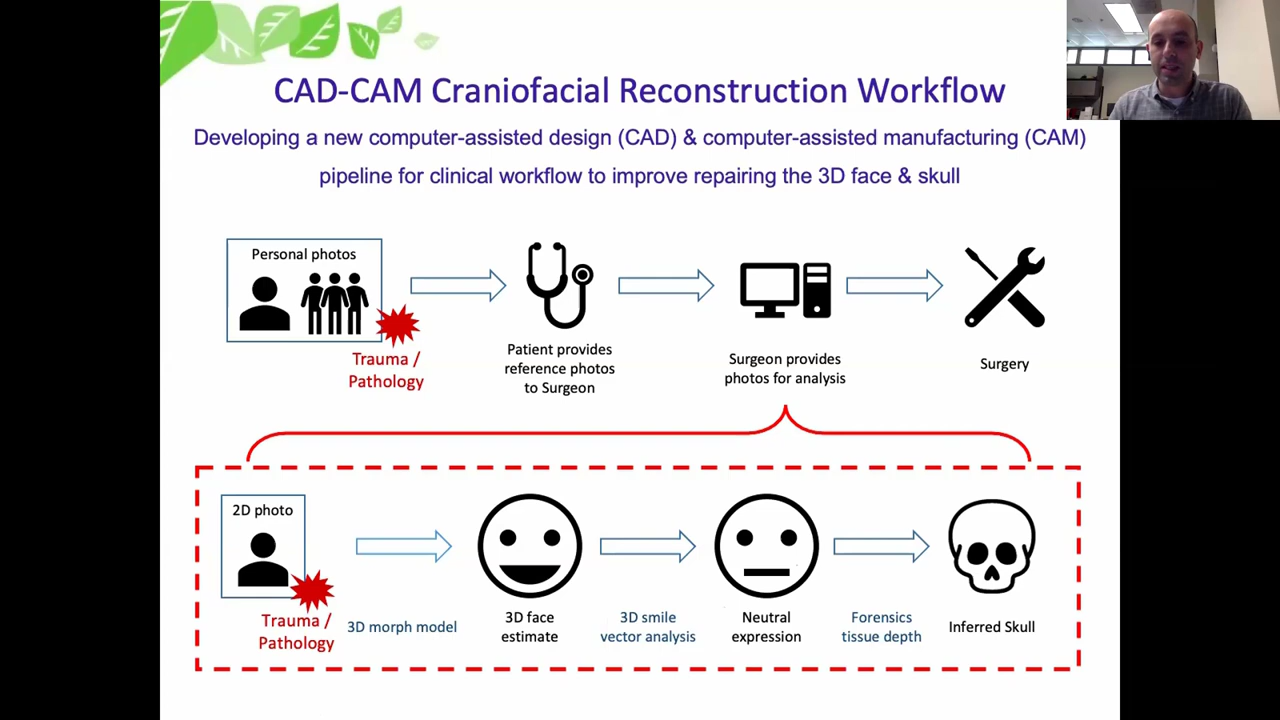 CAD-CAM Craniofacial Reconstruction Workflow
Developing a new computer-assisted design (CAD) & computer-assisted manufacturing (CAM)
pipeline for clinical workflow to improve repairing the 3D face & skull
Personal photos
Trauma /
Pathology
Patient provides
reference photos
to Surgeon
Surgeon provides
photos for analysis
Surgery
2D photo
Trauma /
Pathology
3D morph model
3D face
estimate
3D smile
vector analysis
Neutral
expression
Forensics
tissue depth
Inferred Skull